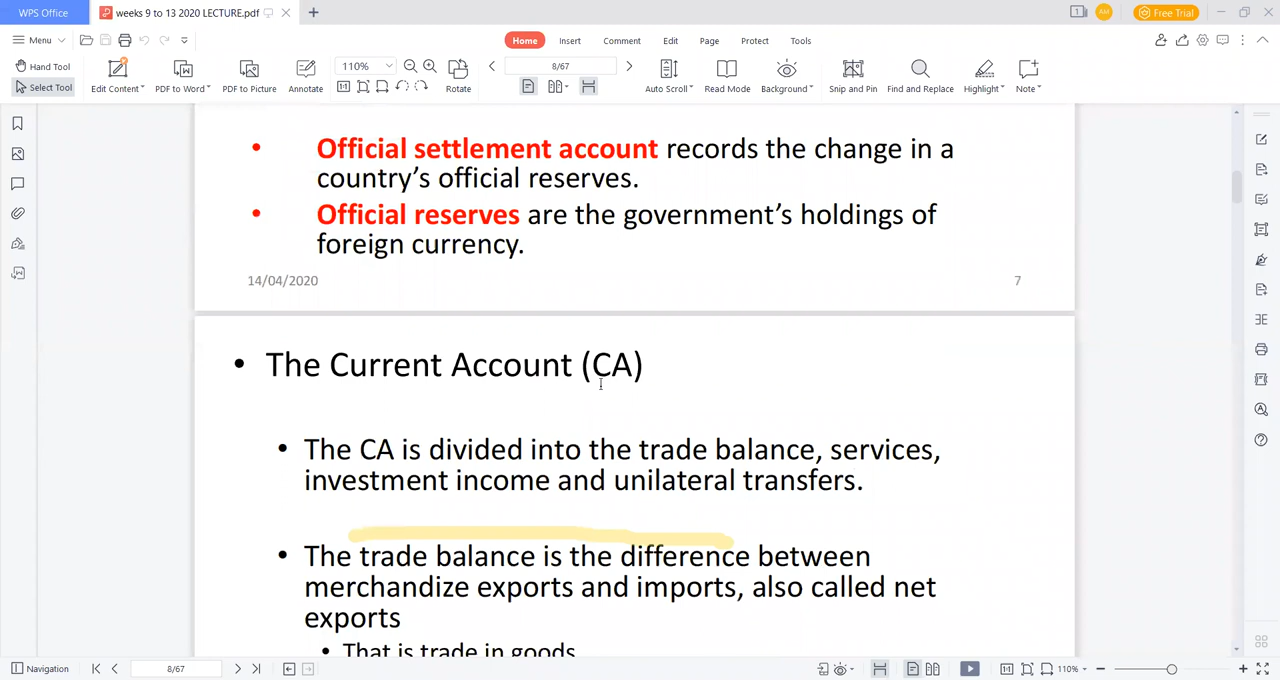 WPS Office weeks 9 to 13 2020 LECTURE.pdf 1 AM Free Trial
Menu Home Insert Comment Edit Page Protect Tools
Hand Tool 110% 8/67
Select Tool Edit Content PDF to Word PDF to Picture Annotate Rotate Auto Scroll Read Mode Background Snip and Pin Find and Replace Highlight Note
• Official settlement account records the change in a
country's official reserves.
• Official reserves are the government's holdings of
foreign currency.
14/04/2020 7
• The Current Account (CA)
• The CA is divided into the trade balance, services,
investment income and unilateral transfers.
• The trade balance is the difference between
merchandize exports and imports, also called net
exports
• That is trade in goods
Navigation 8/67 110%